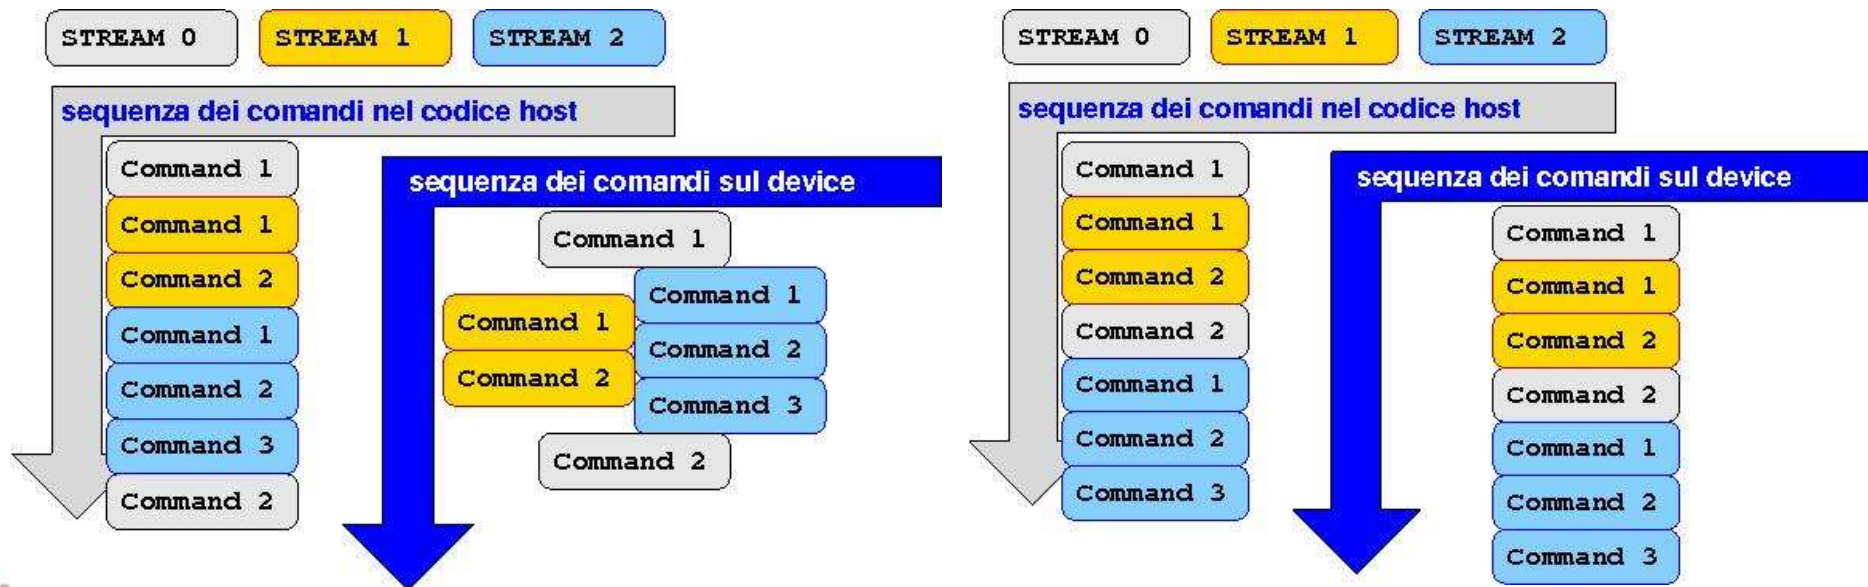 STREAM 0
STREAM 1
STREAM 2
sequenza dei comandi nel codice host
Command 1
Command 1
Command 2
Command 1
Command 2
Command 3
Command 2
sequenza dei comandi sul device
Command 1
Command 1
Command 1
Command 2
Command 2
Command 3
Command 2
STREAM 0
STREAM 1
STREAM 2
sequenza dei comandi nel codice host
Command 1
Command 1
Command 2
Command 2
Command 1
Command 2
Command 3
sequenza dei comandi sul device
Command 1
Command 1
Command 2
Command 2
Command 1
Command 2
Command 3